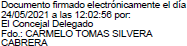 Documento firmado electrónicamente el día
24/05/2021 a las 12:02:56 por:
El Concejal Delegado
Fdo.: CARMELO TOMAS SILVERA
CABRERA